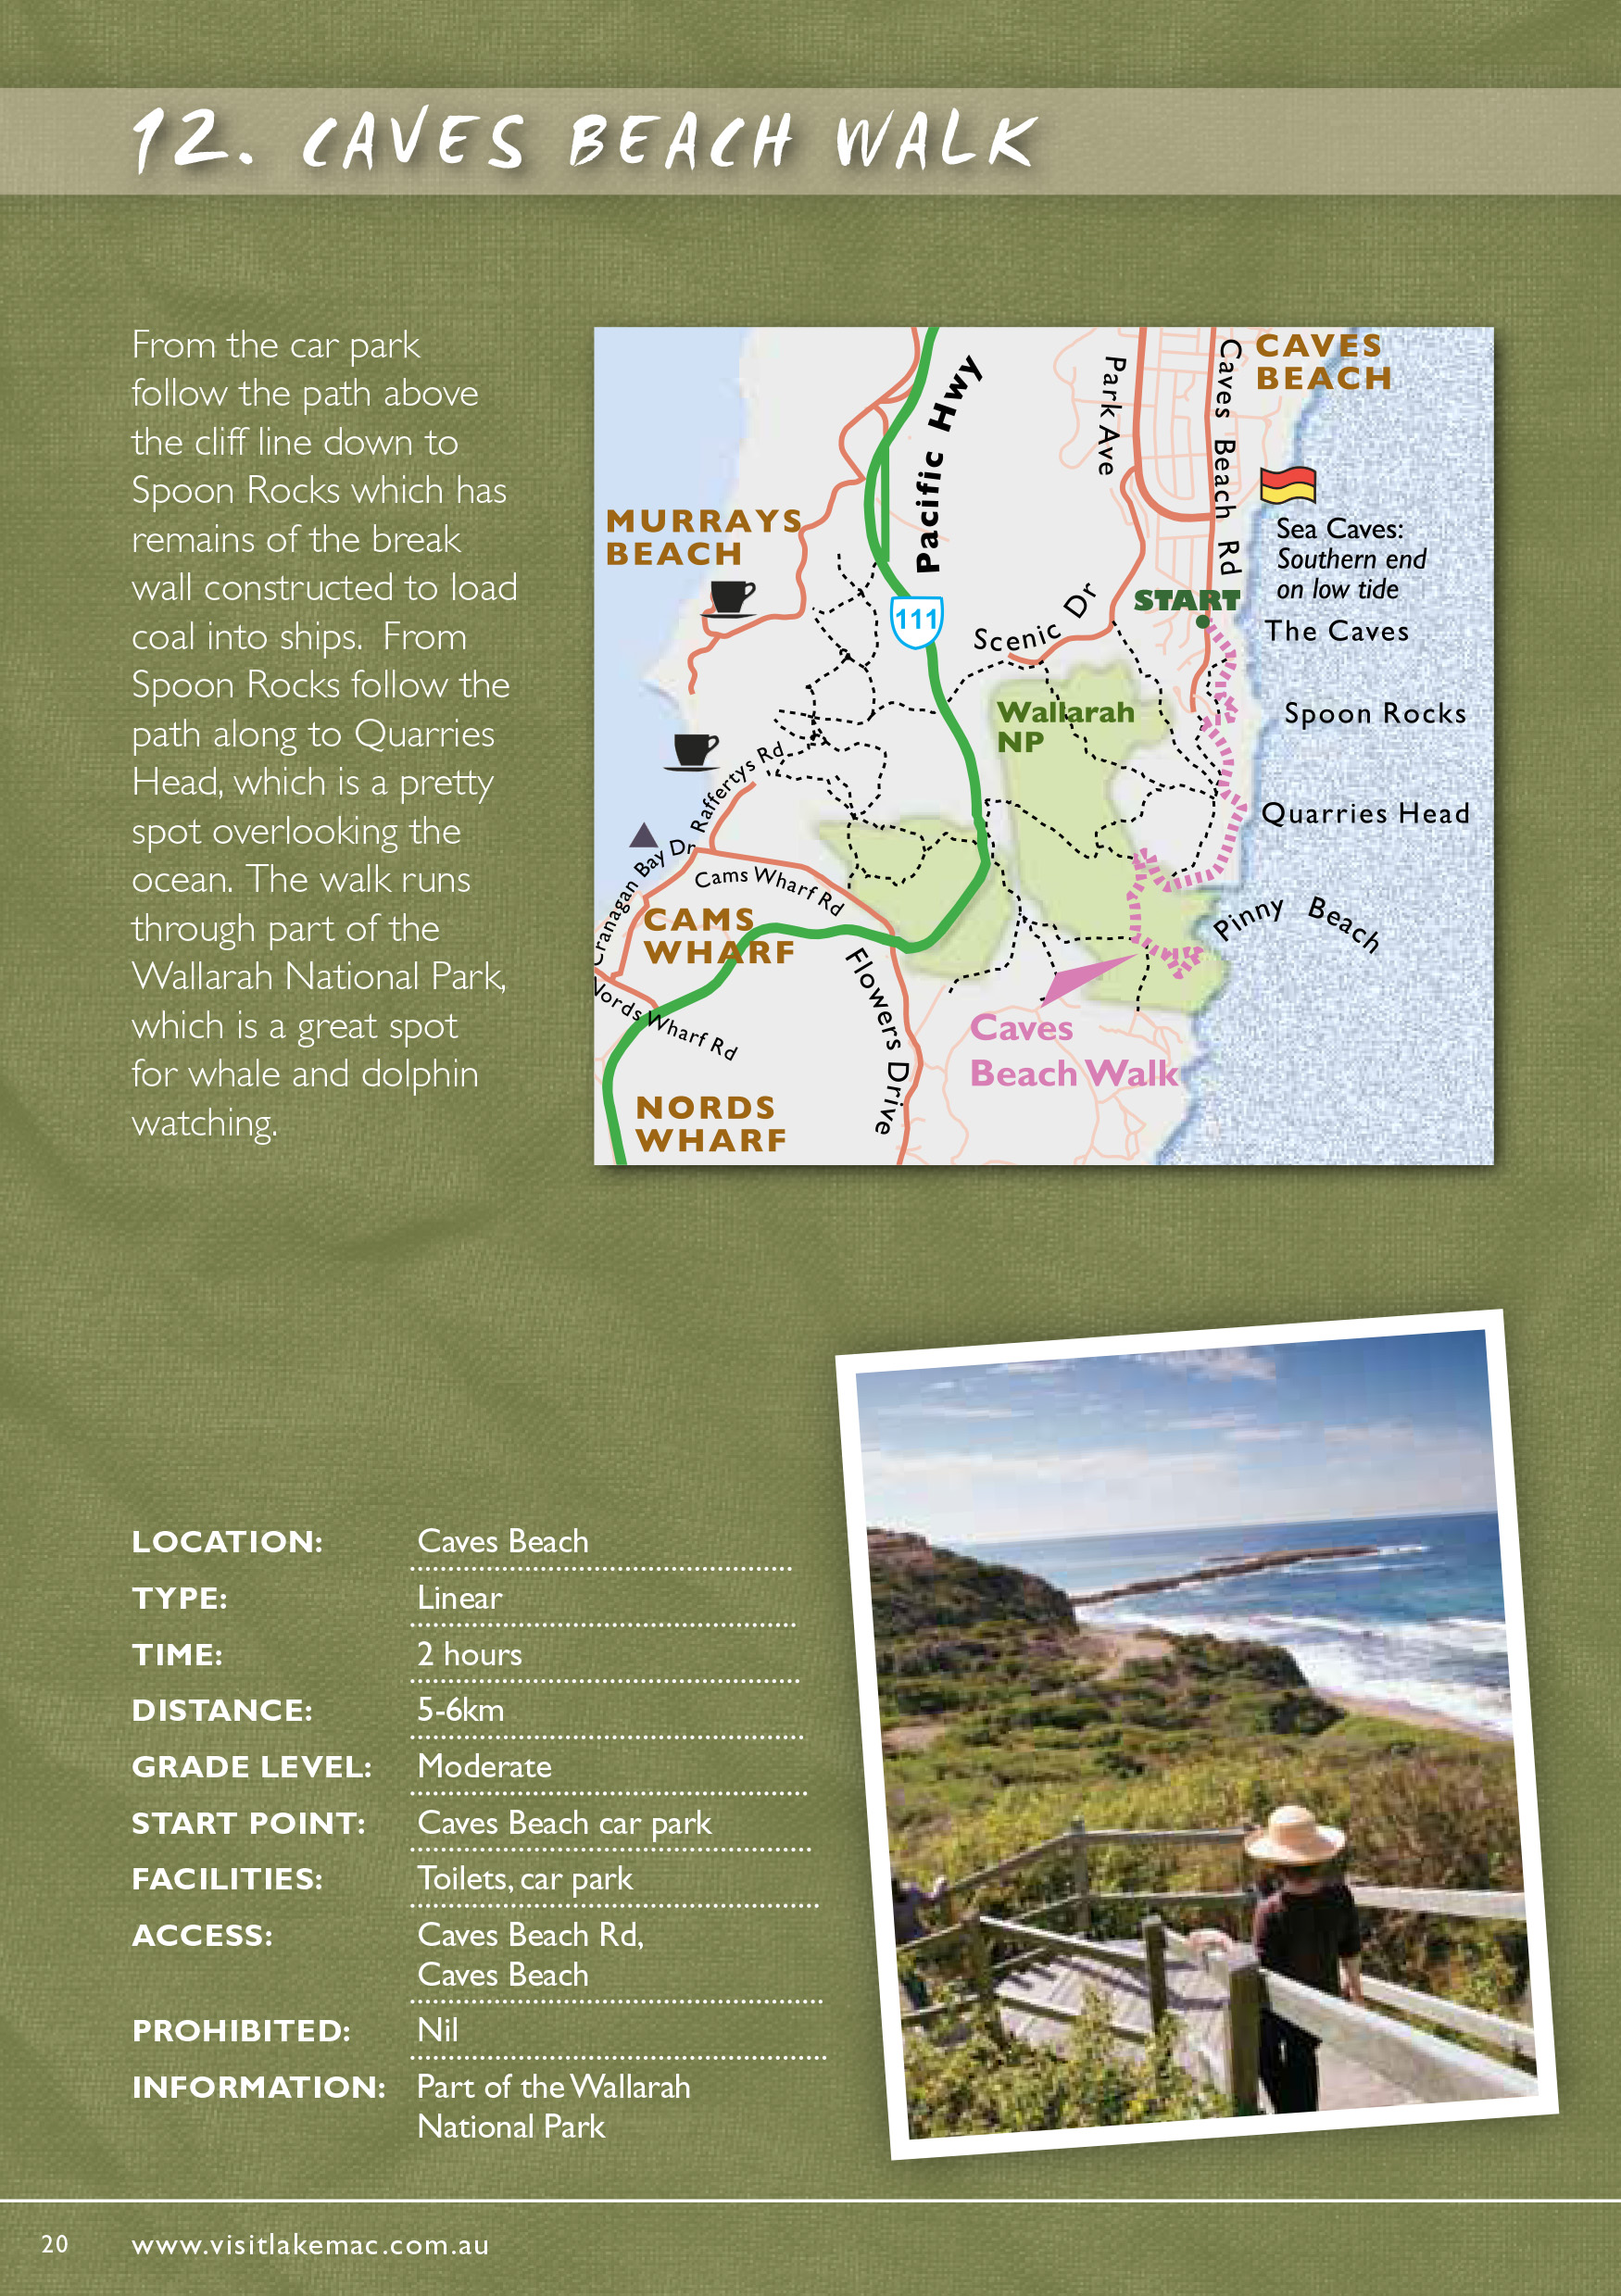 12. CAVES BEACH WALK
From the car park
follow the path above
the cliff line down to
Spoon Rocks which has
remains of the break
wall constructed to load
coal into ships.  From
Spoon Rocks follow the
path along to Quarries
Head, which is a pretty
spot overlooking the
ocean. The walk runs
through part of the
Wallarah National Park,
which is a great spot
for whale and dolphin
watching.
CAVES
BEACH
Caves Beach Rd
Park Ave
Pacific Hwy
MURRAYS
BEACH
Sea Caves:
Southern end
on low tide
START
The Caves
111
Scenic Dr
Spoon Rocks
Wallarah
NP
Raffertys Rd
Quarries Head
Cranagan Bay Dr
Cams Wharf Rd
CAMS
WHARF
Pinny Beach
Flowers Drive
Nords Wharf Rd
Caves
Beach Walk
NORDS
WHARF
LOCATION: Caves Beach
TYPE: Linear
TIME: 2 hours
DISTANCE: 5-6km
GRADE LEVEL: Moderate
START POINT: Caves Beach car park
FACILITIES: Toilets, car park
ACCESS: Caves Beach Rd,
Caves Beach
PROHIBITED: Nil
INFORMATION: Part of the Wallarah
National Park
20 www.visitlakemac.com.au